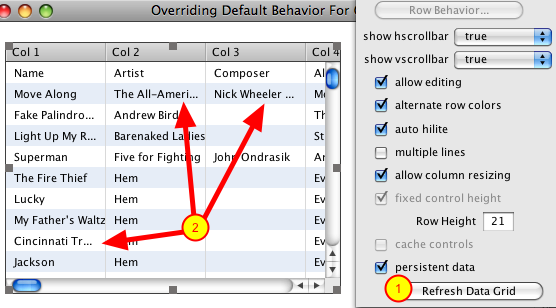 Overriding Default Behavior For
Row Behavior...
show hscrollbar true
show vscrollbar true
allow editing
alternate row colors
auto hilite
multiple lines
allow column resizing
fixed control height
Row Height 21
cache controls
persistent data
1 Refresh Data Grid
Col 1 Col 2 Col 3 Col 4
Name Artist Composer Al
Move Along The All-Ameri... Nick Wheeler ...
Fake Palindro... Andrew Bird
Light Up My R... Barenaked Ladies
Superman Five for Fighting John Ondrasik
The Fire Thief Hem Ev
Lucky Hem Ev
My Father's Waltz Hem Ev
2
Cincinnati Tr... Hem Ev
Jackson Hem Ev